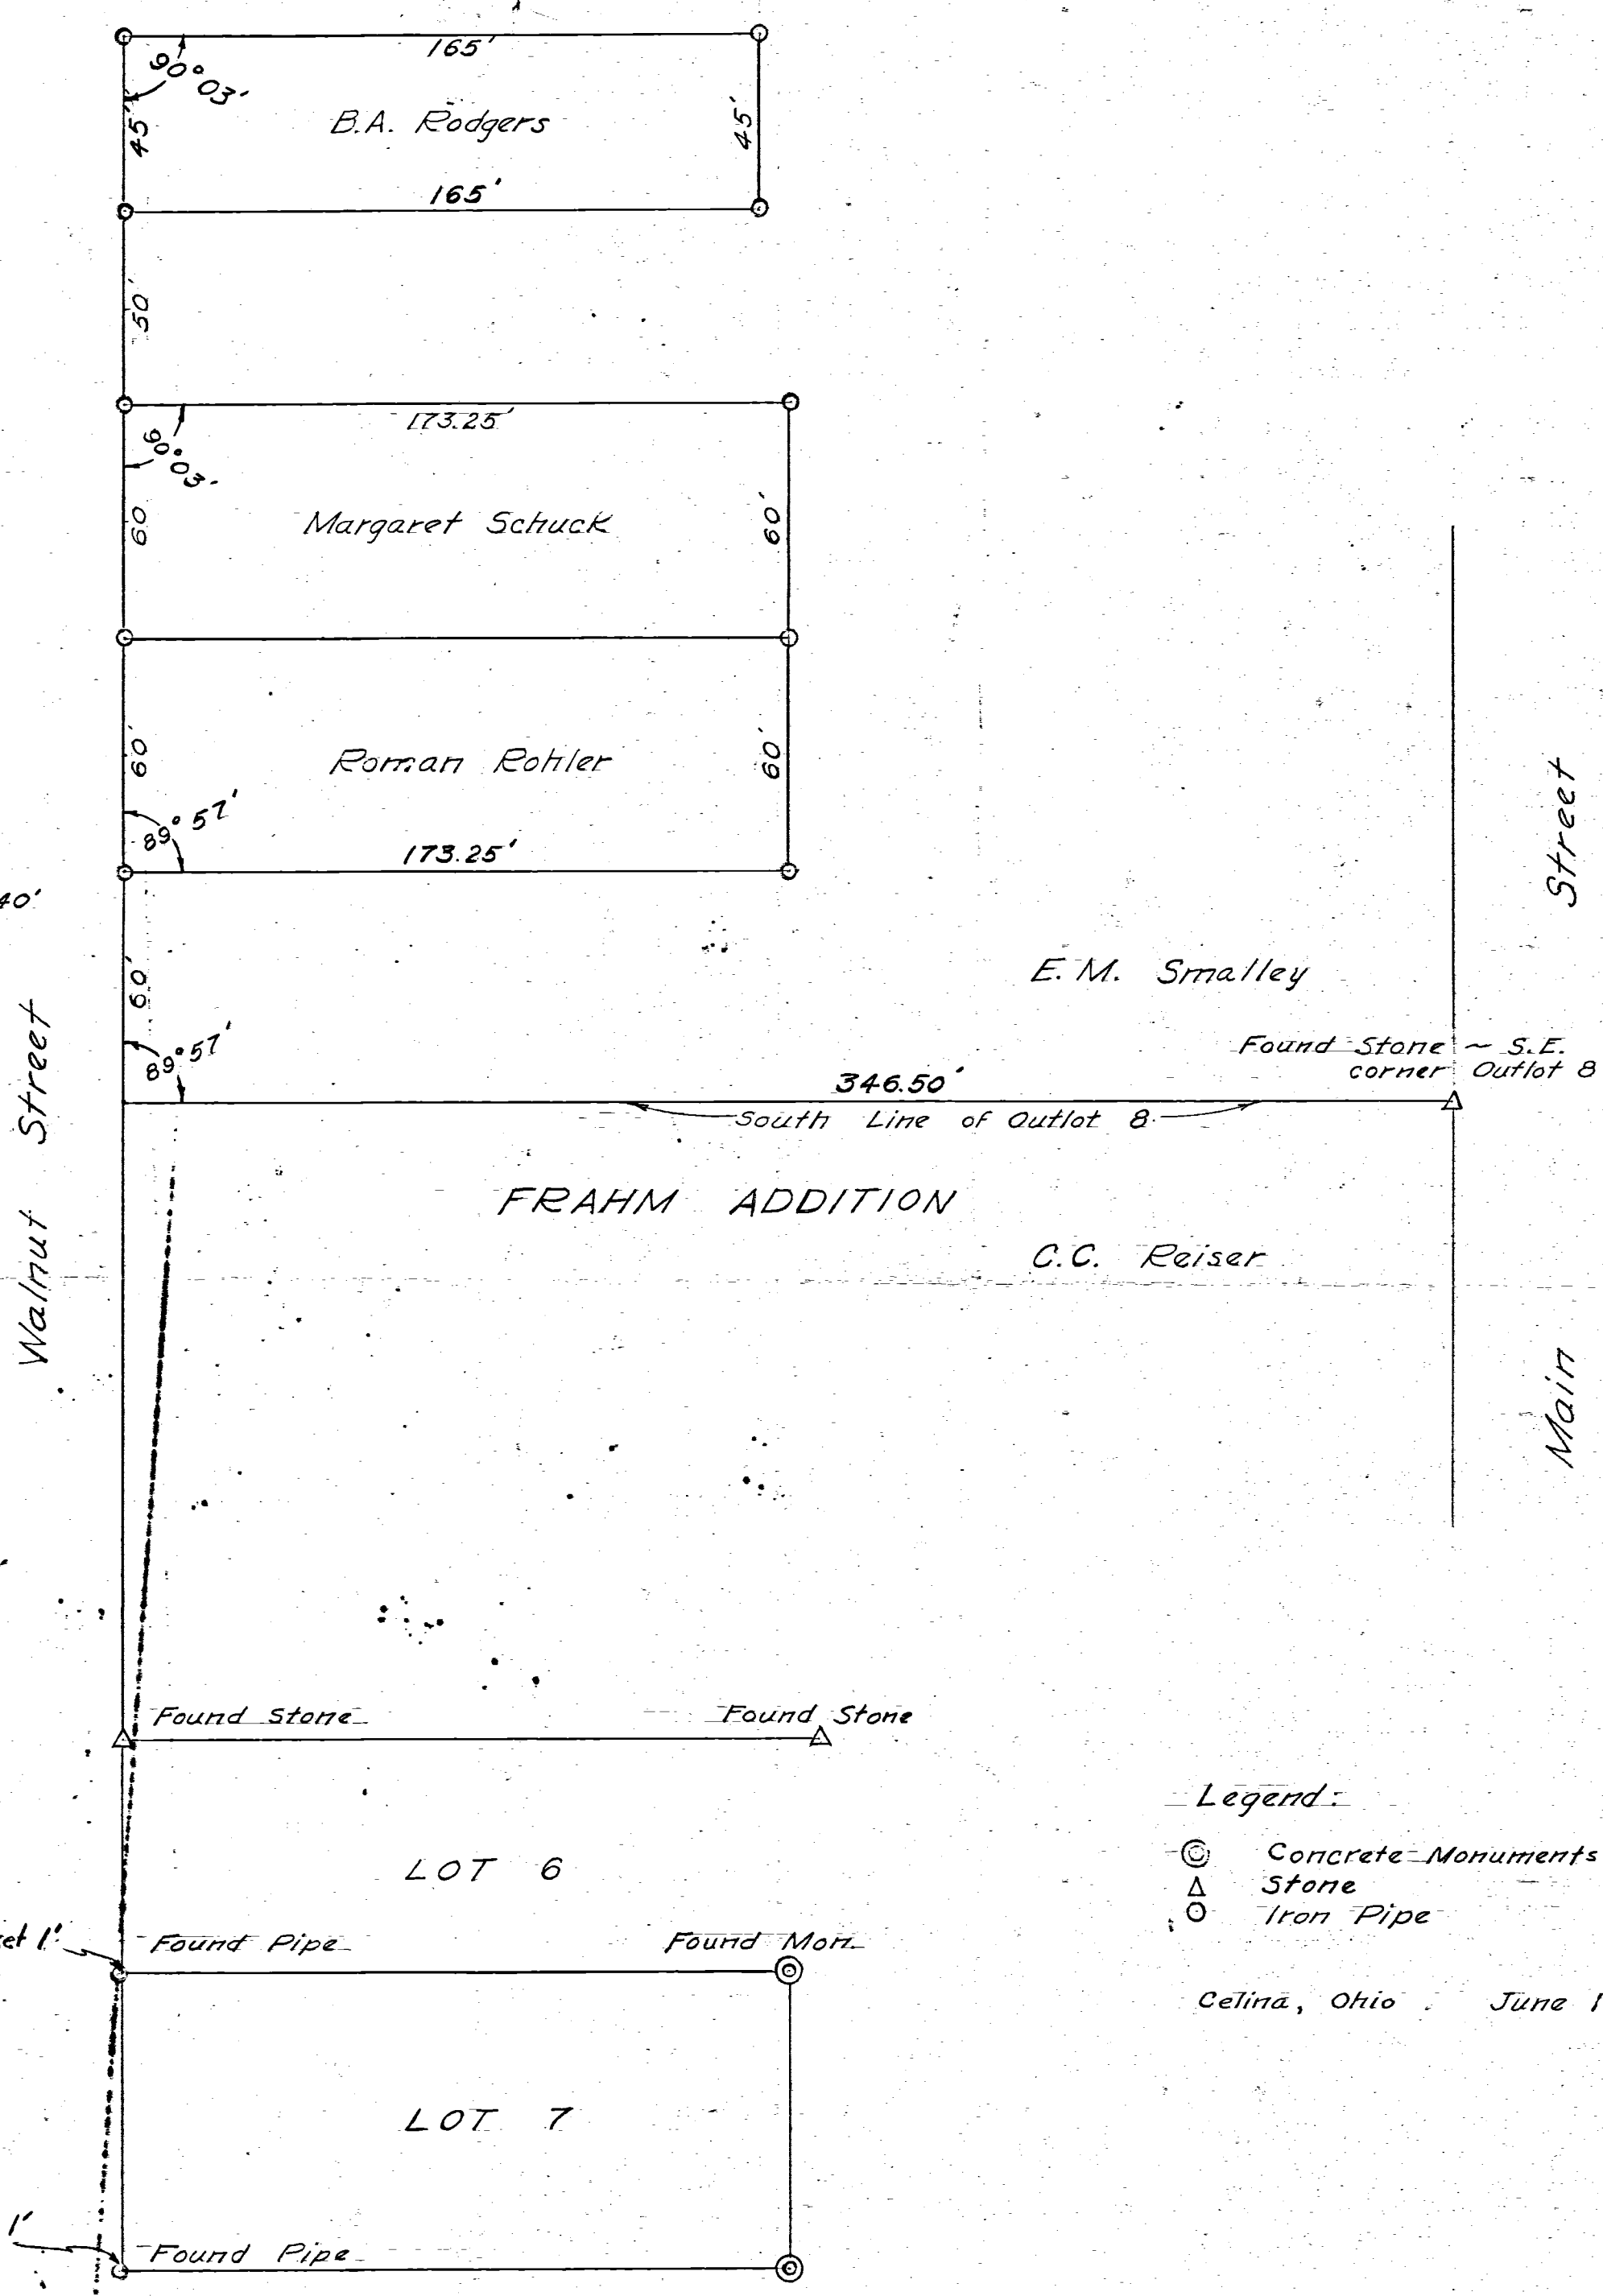 165'
90° 03'
45'
B.A. Rodgers
45'
165'
50'
173.25'
90° 03'
60'
Margaret Schuck
60'
60'
Roman Rohler
60'
89° 57'
173.25'
40'
60'
E. M. Smalley
Street
Found Stone ~ S.E.
corner Outlot 8
89° 57'
346.50'
South Line of Outlot 8
Walnut Street
FRAHM ADDITION
C.C. Reiser
Main
Found Stone
Found Stone
Legend:
Concrete Monuments
Stone
Iron Pipe
LOT 6
1'
Found Pipe
Found Mon.
Celina, Ohio June 1
LOT 7
1'
Found Pipe